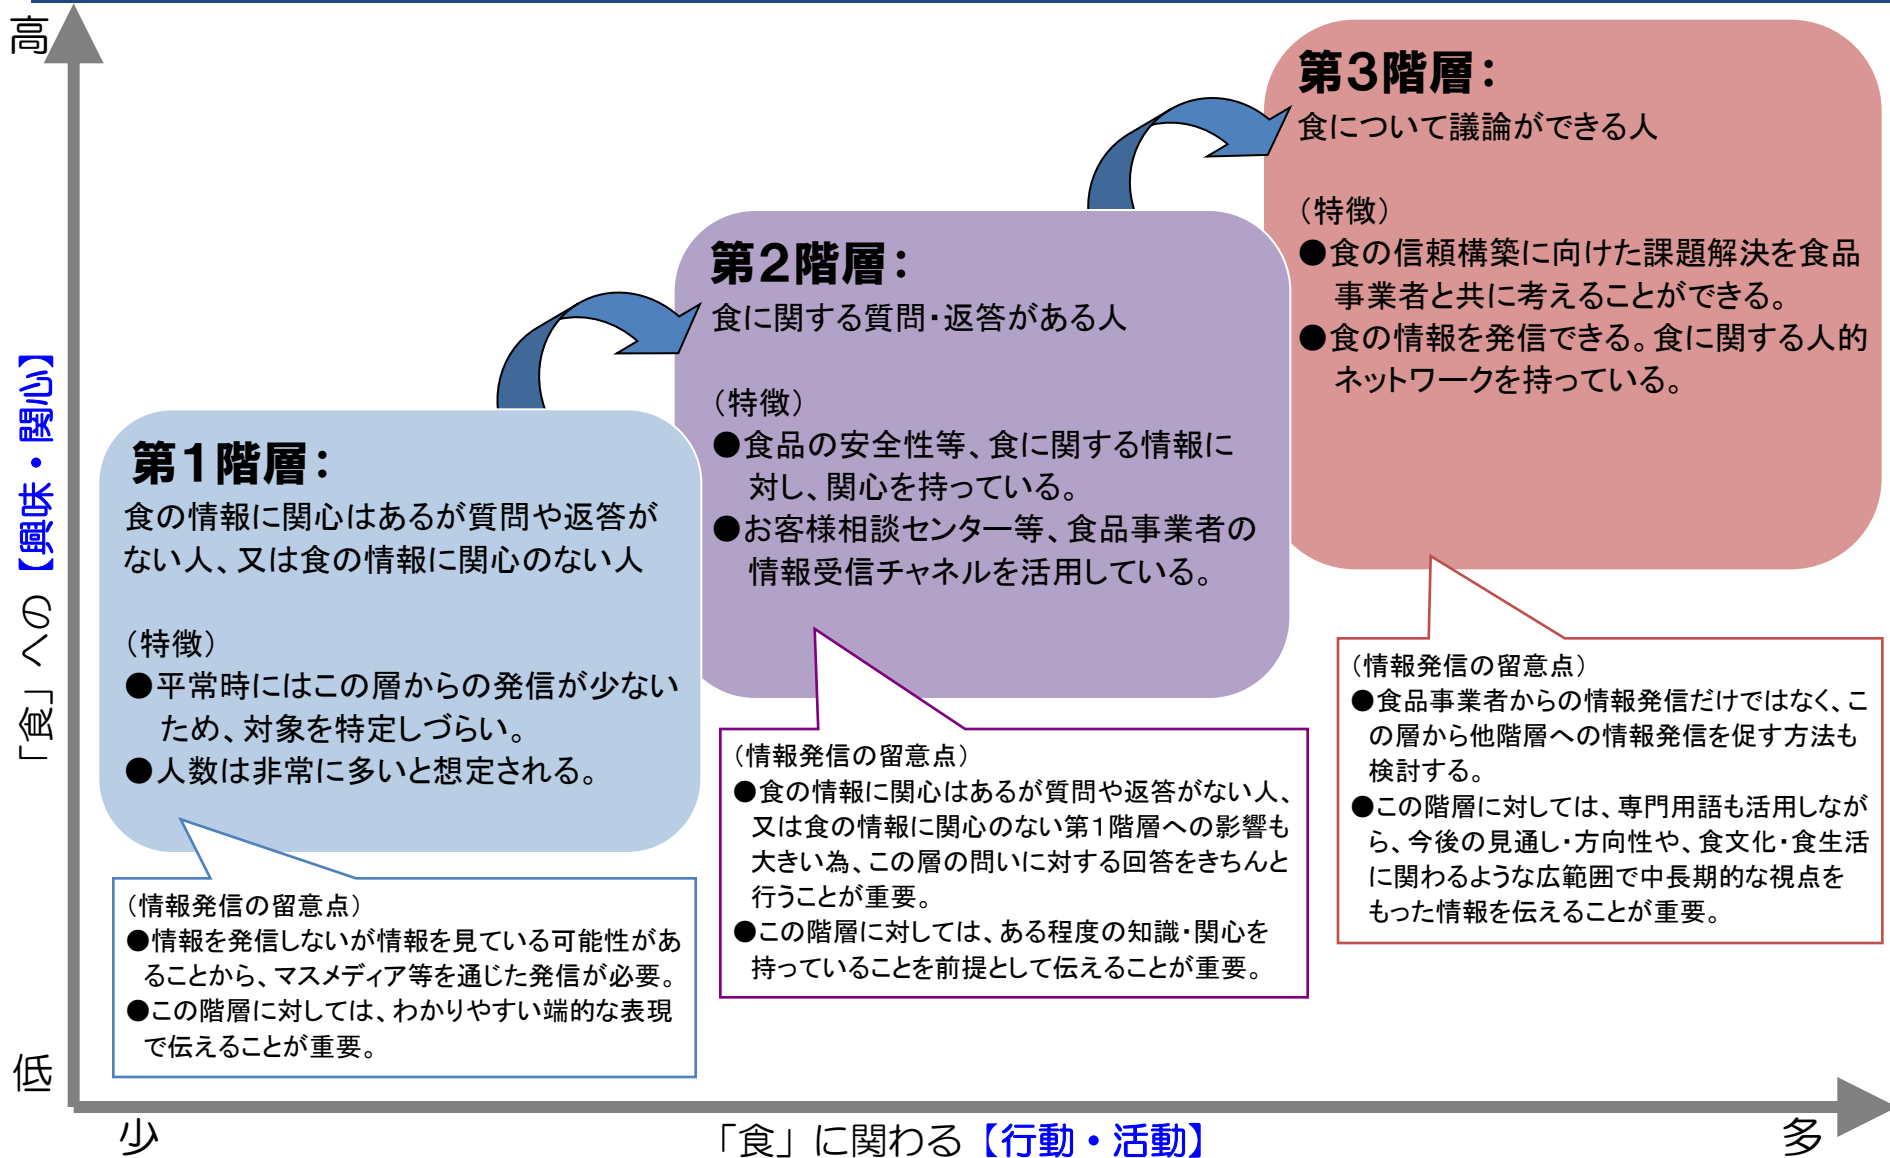 高
低
「食」への【興味・関心】
第1階層：
食の情報に関心はあるが質問や返答が
ない人、又は食の情報に関心のない人
（特徴）
●平常時にはこの層からの発信が少ない
ため、対象を特定しづらい。
●人数は非常に多いと想定される。
（情報発信の留意点）
●情報を発信しないが情報を見ている可能性があ
ることから、マスメディア等を通じた発信が必要。
●この階層に対しては、わかりやすい端的な表現
で伝えることが重要。
第2階層：
食に関する質問・返答がある人
（特徴）
●食品の安全性等、食に関する情報に
対し、関心を持っている。
●お客様相談センター等、食品事業者の
情報受信チャネルを活用している。
（情報発信の留意点）
●食の情報に関心はあるが質問や返答がない人、
又は食の情報に関心のない第1階層への影響も
大きい為、この層の問いに対する回答をきちんと
行うことが重要。
●この階層に対しては、ある程度の知識・関心を
持っていることを前提として伝えることが重要。
第3階層：
食について議論ができる人
（特徴）
●食の信頼構築に向けた課題解決を食品
事業者と共に考えることができる。
●食の情報を発信できる。食に関する人的
ネットワークを持っている。
（情報発信の留意点）
●食品事業者からの情報発信だけではなく、こ
の層から他階層への情報発信を促す方法も
検討する。
●この階層に対しては、専門用語も活用しなが
ら、今後の見通し・方向性や、食文化・食生活
に関わるような広範囲で中長期的な視点を
もった情報を伝えることが重要。
少
「食」に関わる【行動・活動】
多